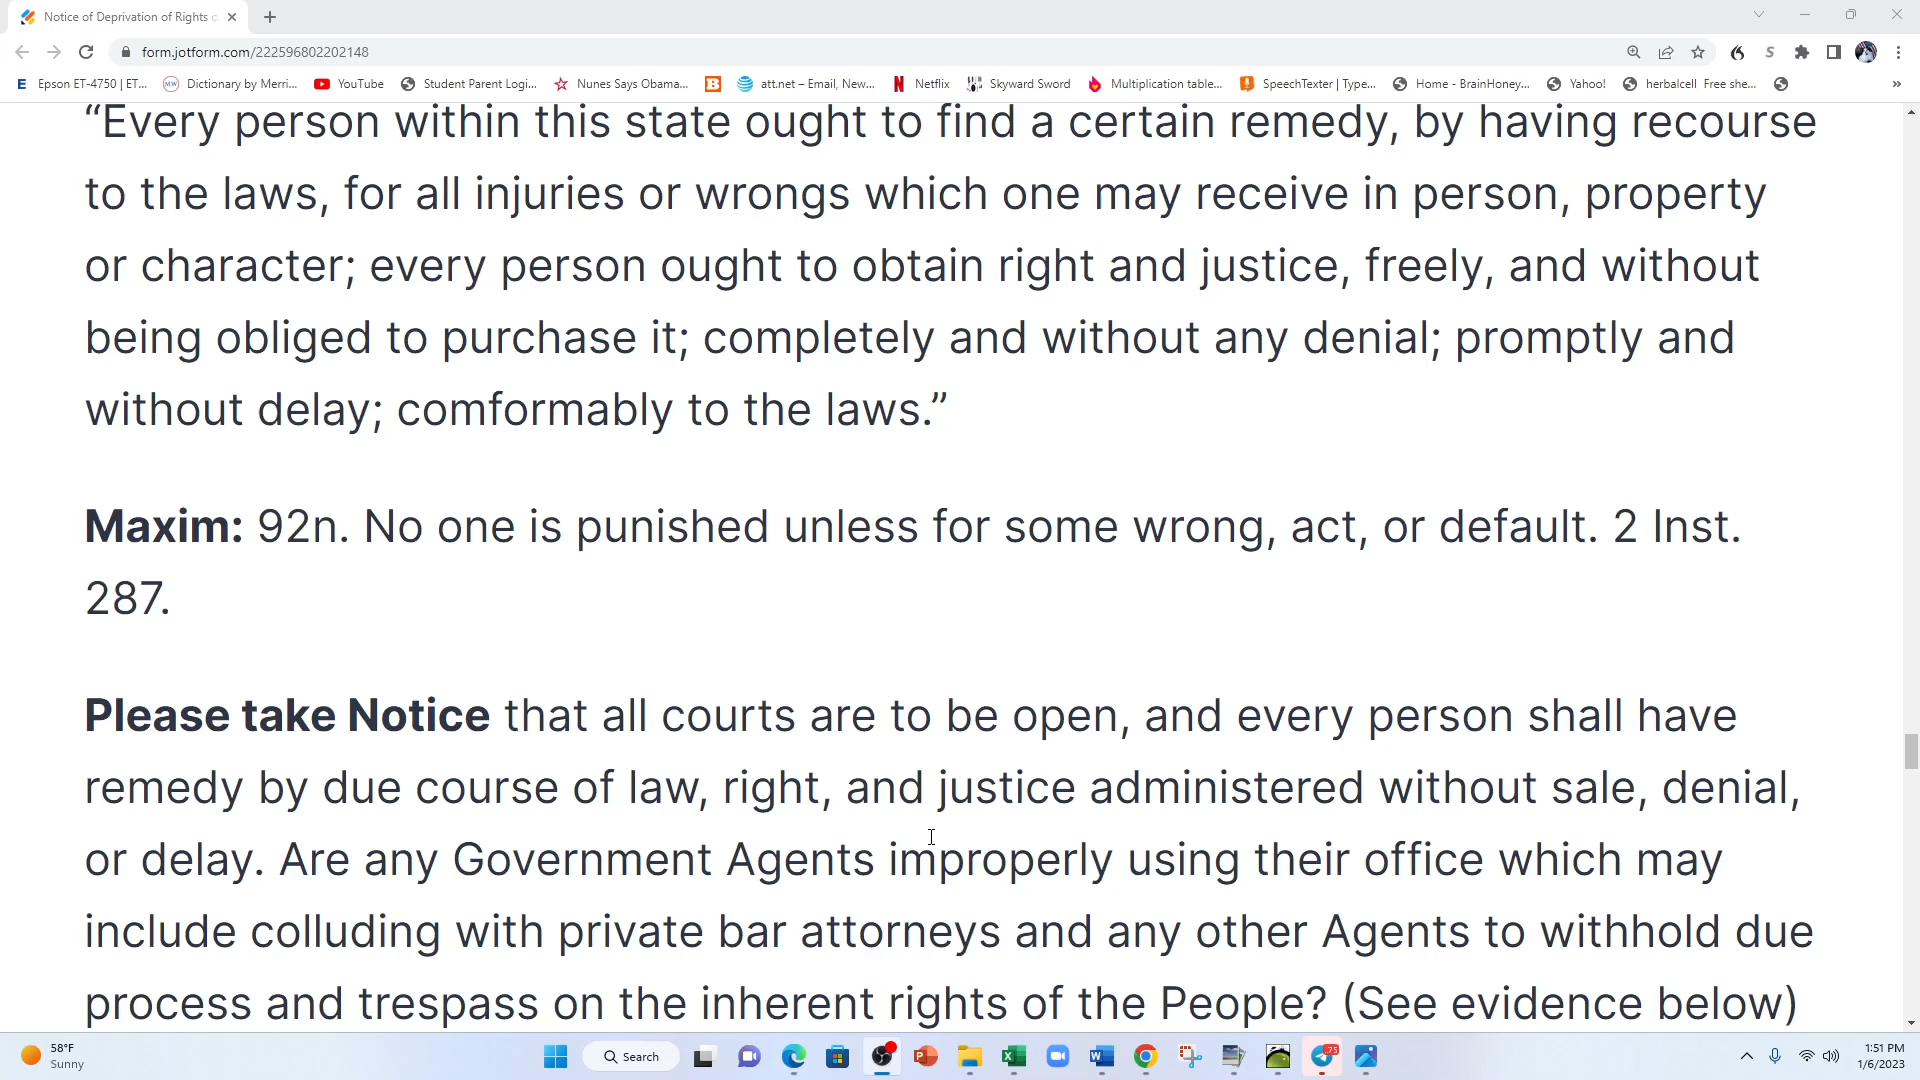 Notice of Deprivation of Rights o
form.jotform.com/222596802202148
Epson ET-4750 | ET...
Dictionary by Merri...
YouTube
Student Parent Logi...
Nunes Says Obama...
att.net – Email, New...
Netflix
Skyward Sword
Multiplication table...
SpeechTexter | Type...
Home - BrainHoney...
Yahoo!
herbalcell Free she...
»
“Every person within this state ought to find a certain remedy, by having recourse
to the laws, for all injuries or wrongs which one may receive in person, property
or character; every person ought to obtain right and justice, freely, and without
being obliged to purchase it; completely and without any denial; promptly and
without delay; comformably to the laws.”
Maxim: 92n. No one is punished unless for some wrong, act, or default. 2 Inst.
287.
Please take Notice that all courts are to be open, and every person shall have
remedy by due course of law, right, and justice administered without sale, denial,
or delay. Are any Government Agents improperly using their office which may
include colluding with private bar attorneys and any other Agents to withhold due
process and trespass on the inherent rights of the People? (See evidence below)
58°F
Sunny
Search
75
1:51 PM
1/6/2023